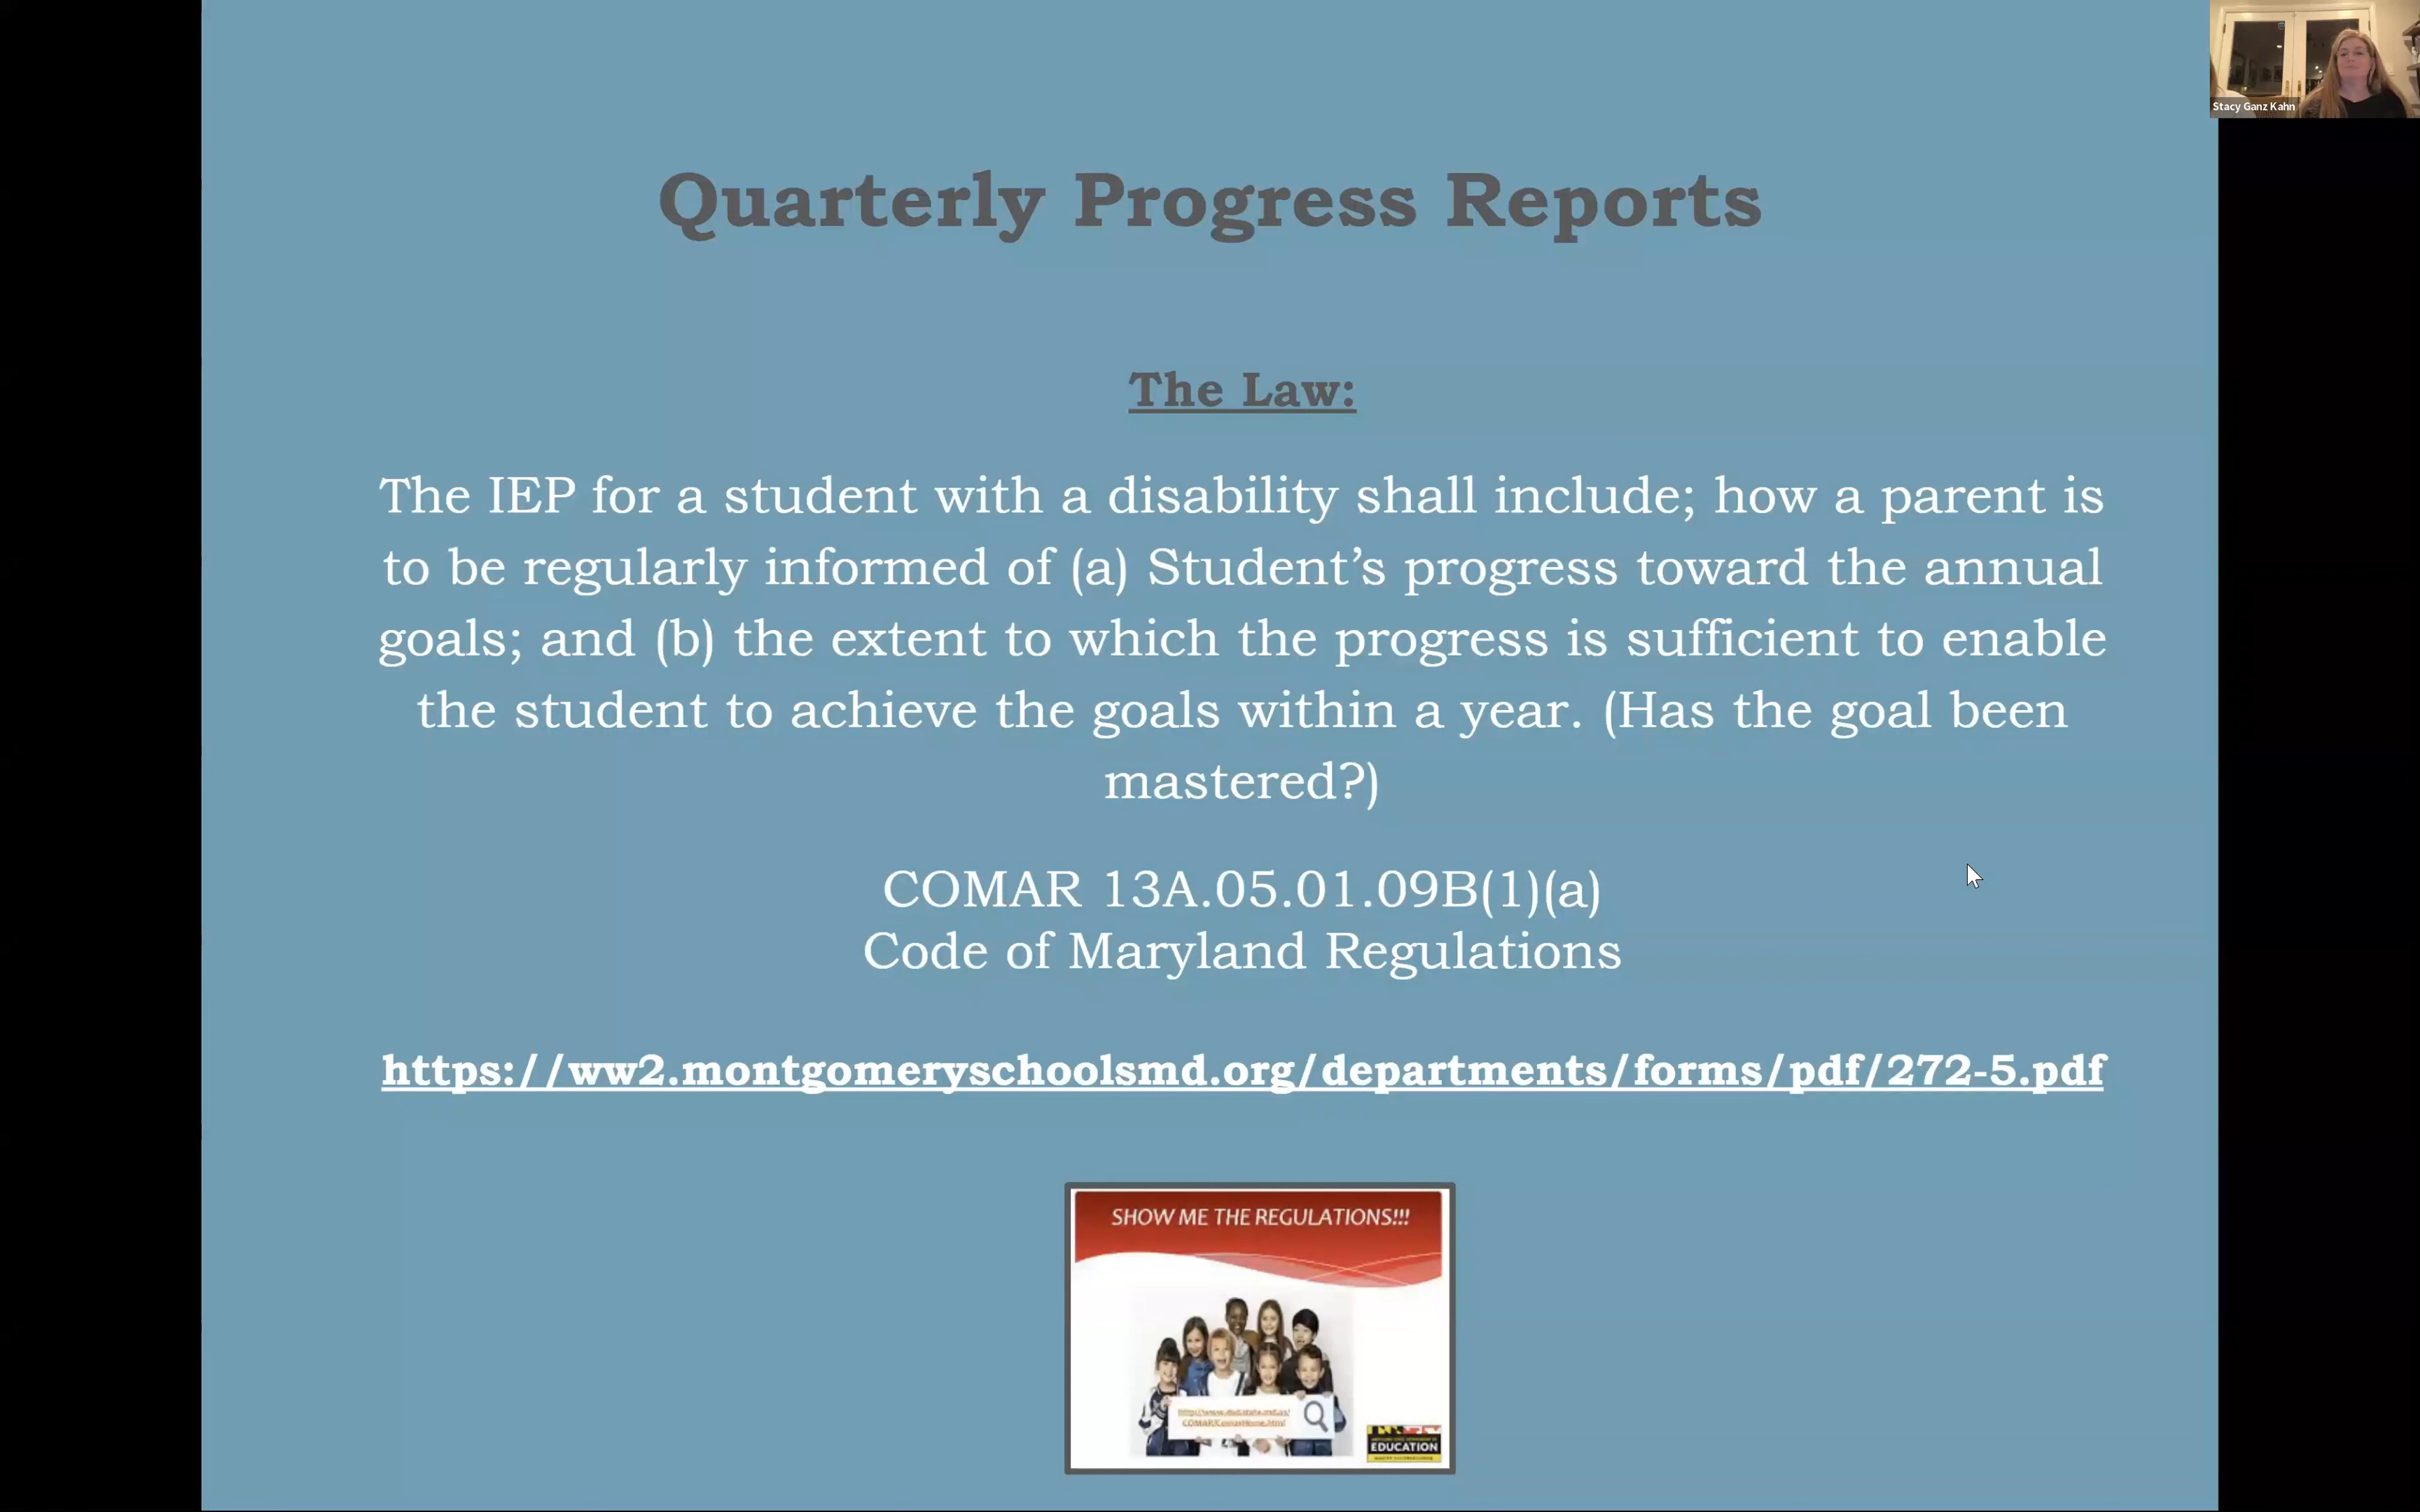 Stacy Ganz Kahn
Quarterly Progress Reports
The Law:
The IEP for a student with a disability shall include; how a parent is
to be regularly informed of (a) Student’s progress toward the annual
goals; and (b) the extent to which the progress is sufficient to enable
the student to achieve the goals within a year. (Has the goal been
mastered?)
COMAR 13A.05.01.09B(1)(a)
Code of Maryland Regulations
https://ww2.montgomeryschoolsmd.org/departments/forms/pdf/272-5.pdf
SHOW ME THE REGULATIONS!!!
EDUCATION